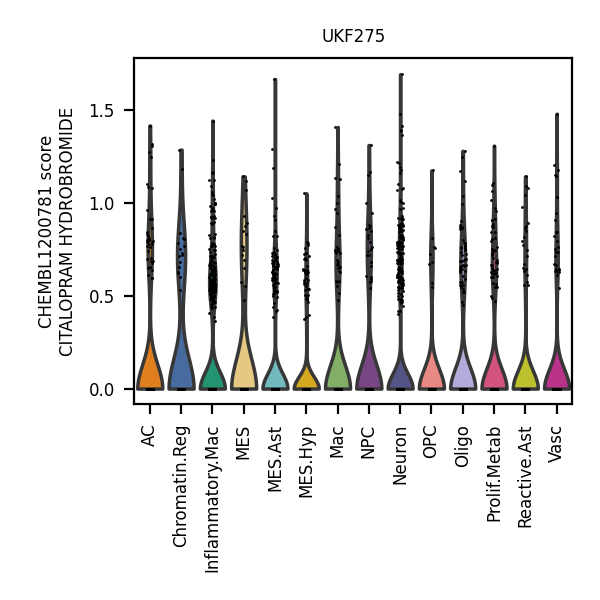 UKF275
CHEMBL1200781 score
CITALOPRAM HYDROBROMIDE
1.5
1.0
0.5
0.0
AC
Chromatin.Reg
Inflammatory.Mac
MES
MES.Ast
MES.Hyp
Mac
NPC
Neuron
OPC
Oligo
Prolif.Metab
Reactive.Ast
Vasc